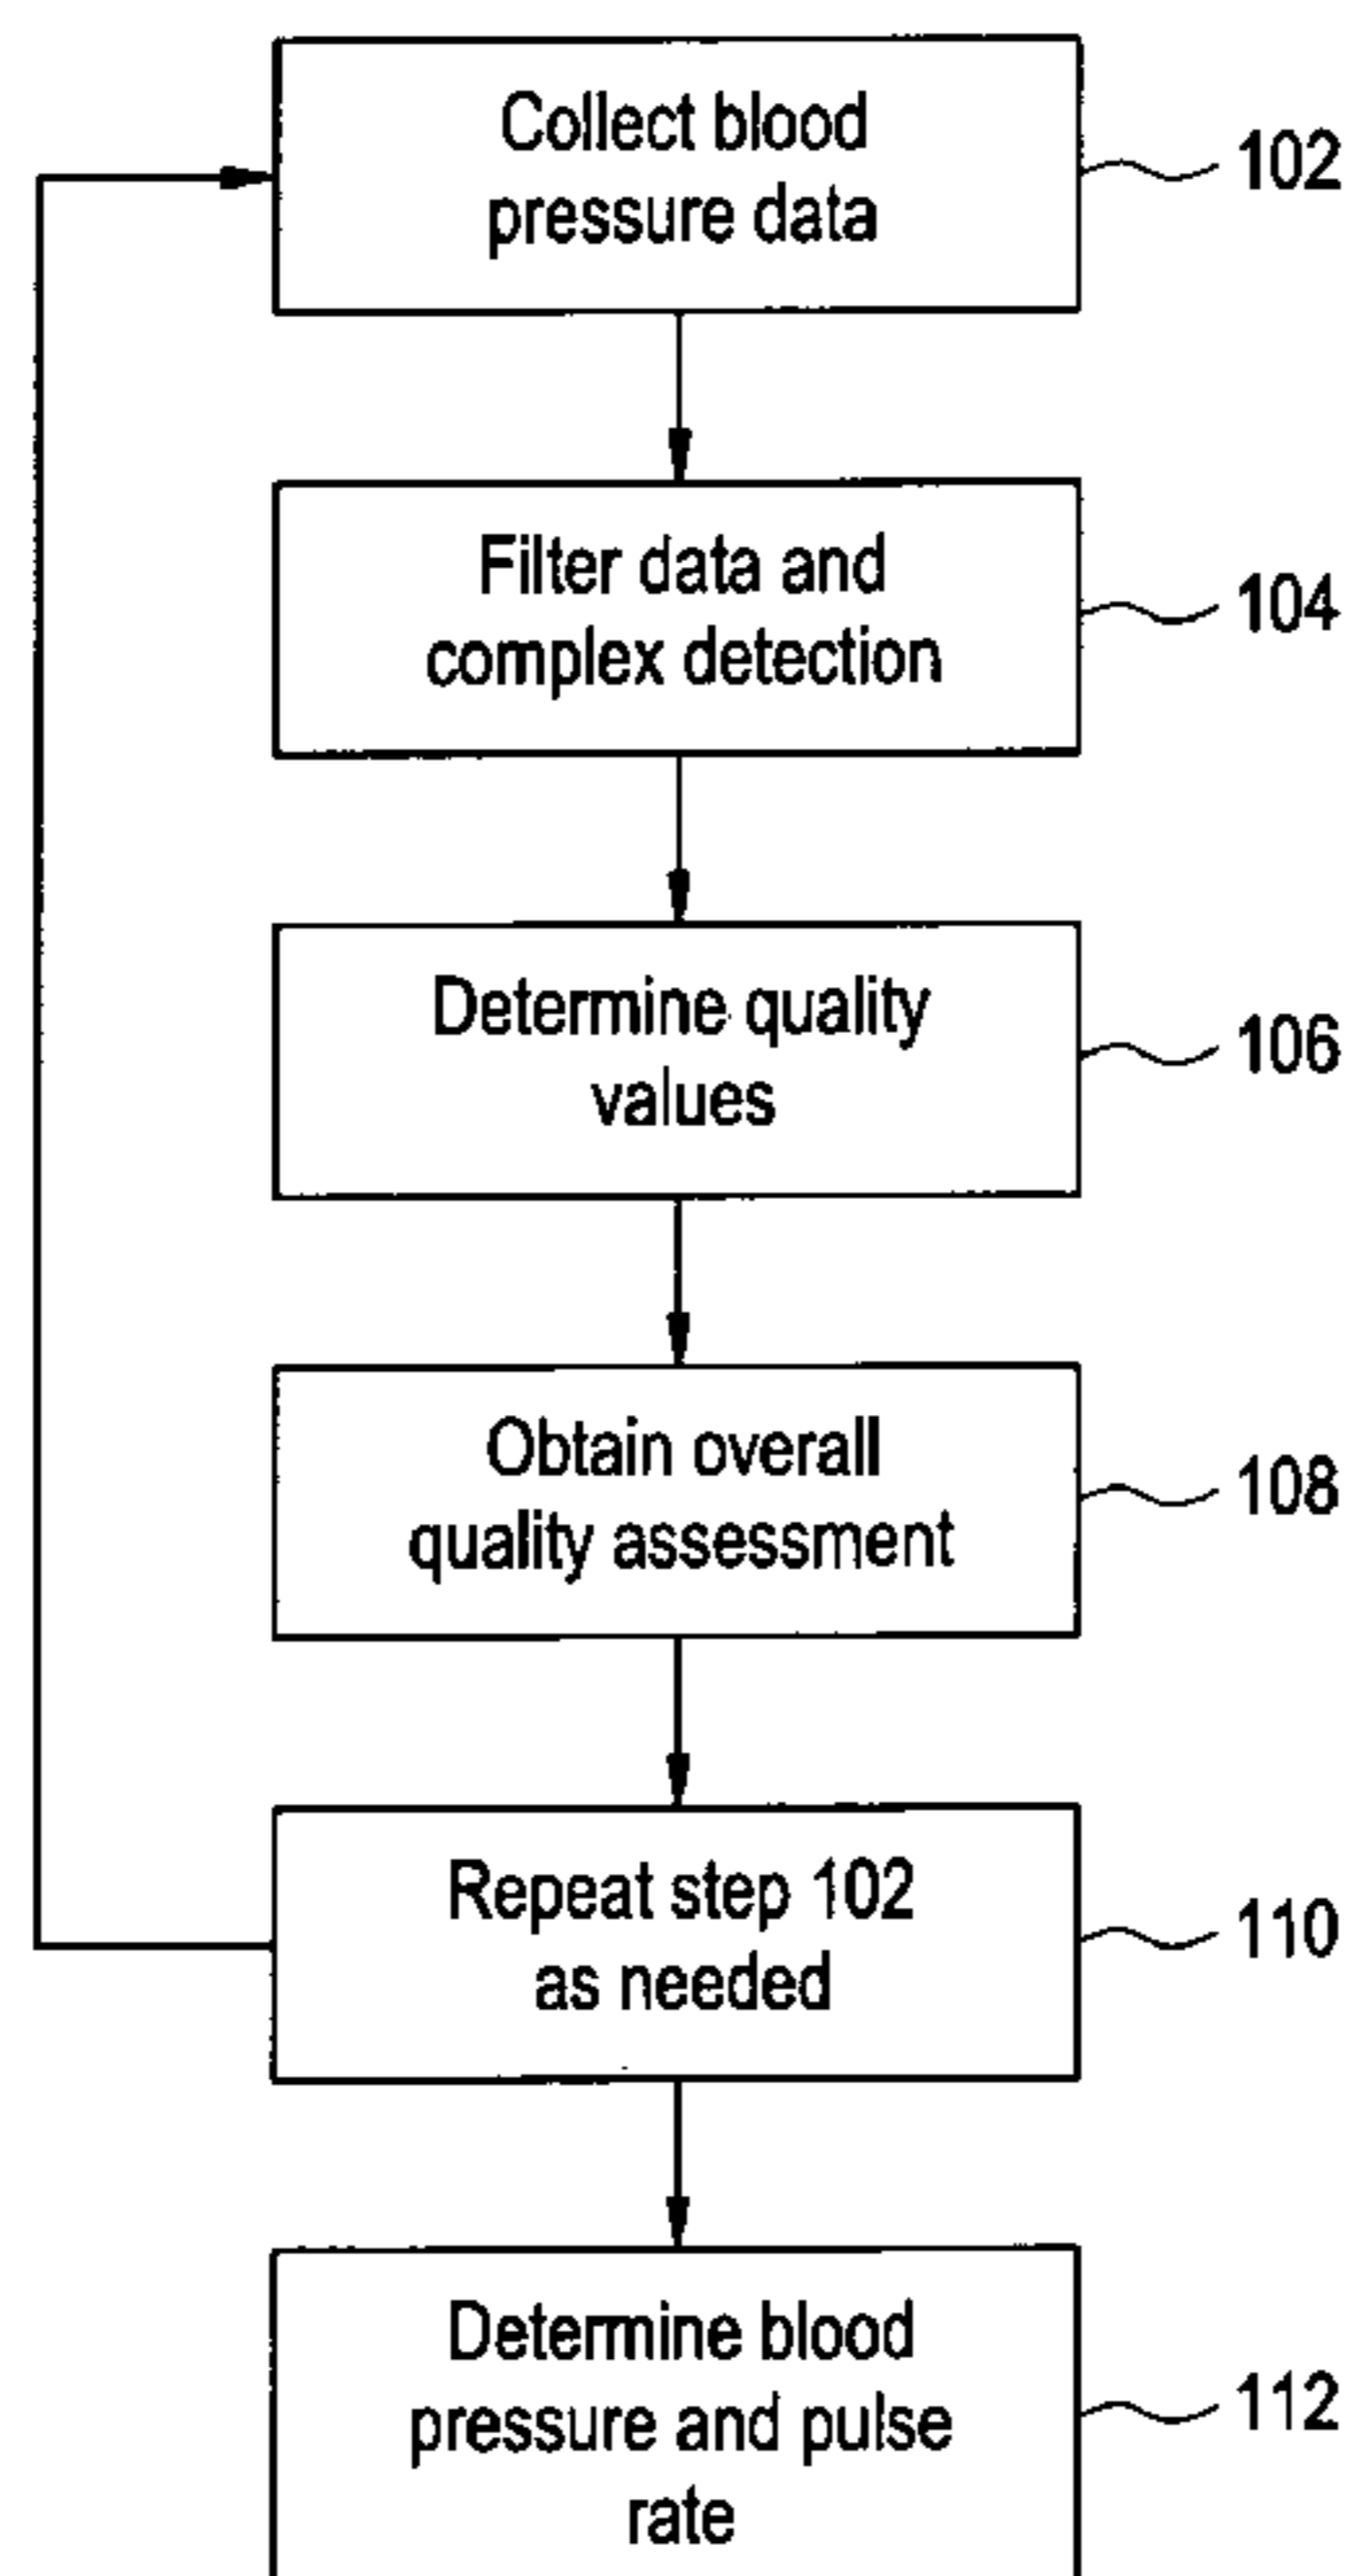 Collect blood
pressure data
102
Filter data and
complex detection
104
Determine quality
values
106
Obtain overall
quality assessment
108
Repeat step 102
as needed
110
Determine blood
pressure and pulse
rate
112